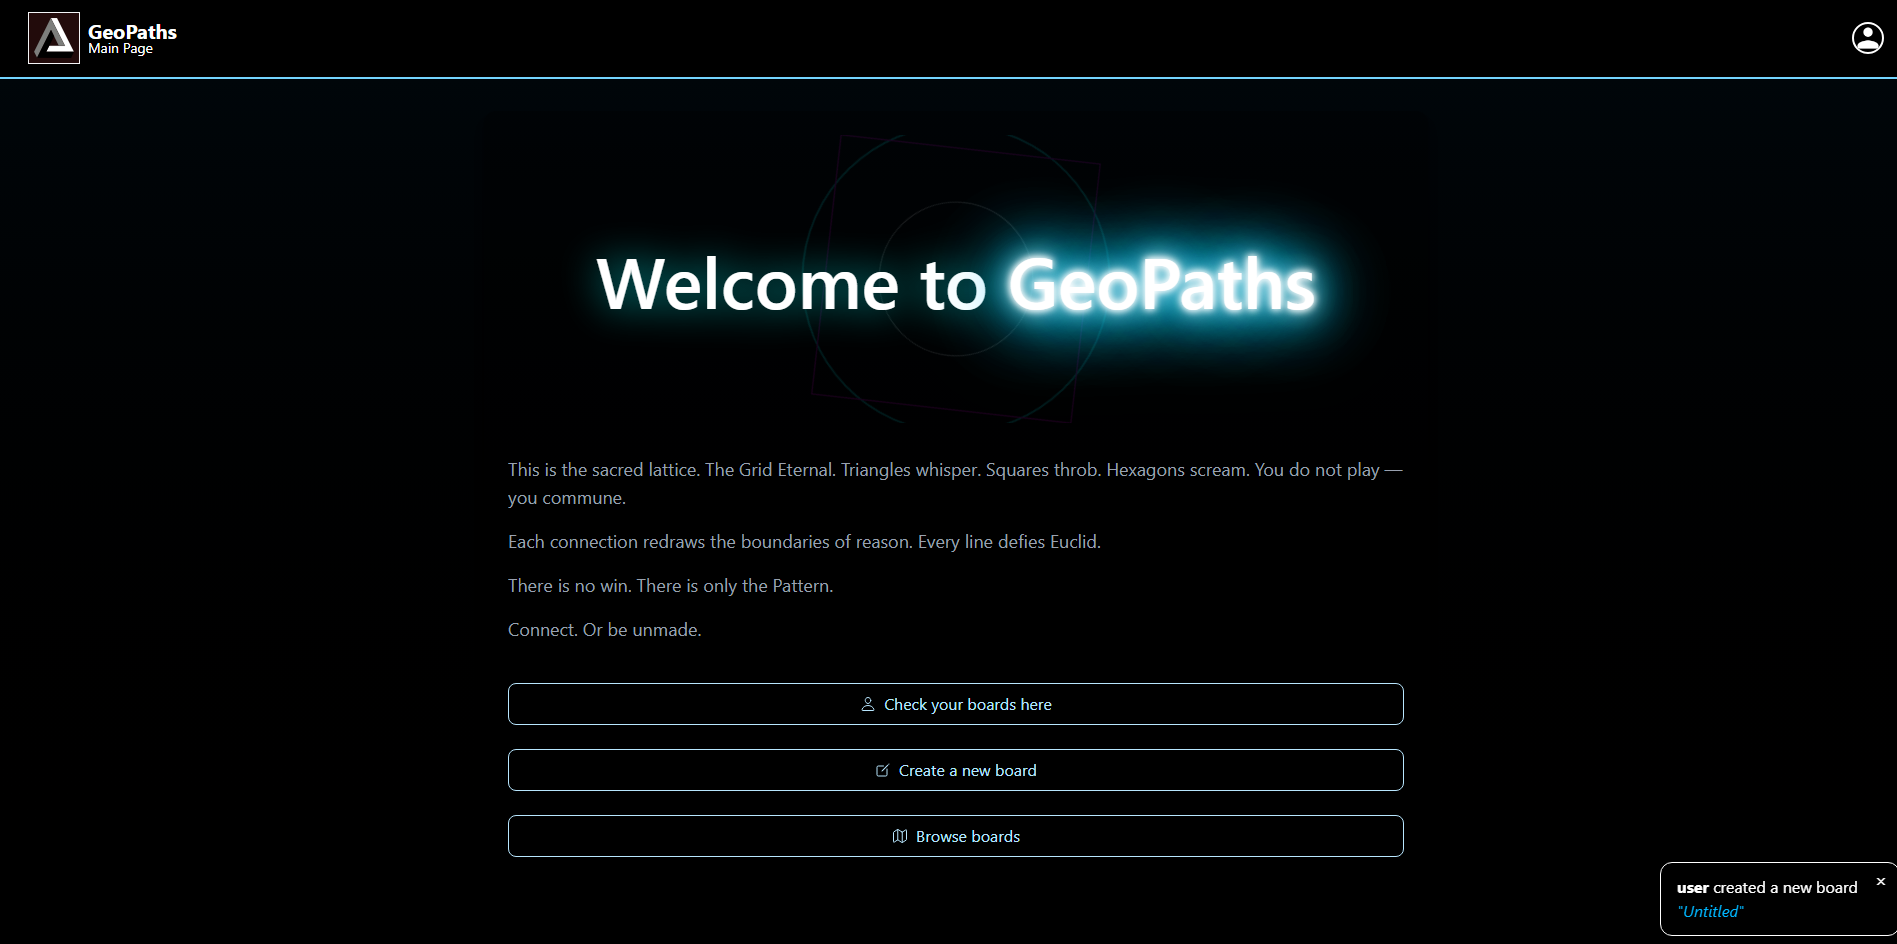 GeoPaths
Main Page
Welcome to GeoPaths
This is the sacred lattice. The Grid Eternal. Triangles whisper. Squares throb. Hexagons scream. You do not play —
you commune.
Each connection redraws the boundaries of reason. Every line defies Euclid.
There is no win. There is only the Pattern.
Connect. Or be unmade.
Check your boards here
Create a new board
Browse boards
user created a new board
"Untitled"